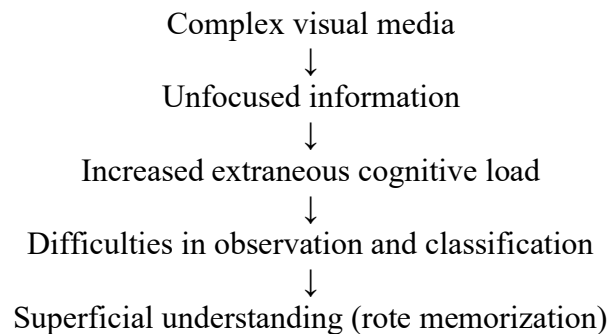 Complex visual media
↓
Unfocused information
↓
Increased extraneous cognitive load
↓
Difficulties in observation and classification
↓
Superficial understanding (rote memorization)